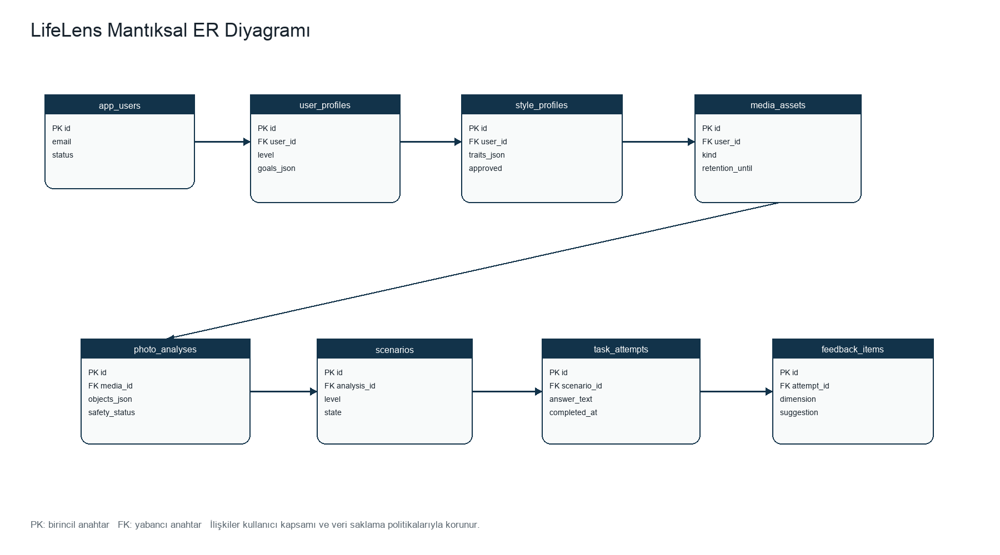 LifeLens Mantıksal ER Diyagramı
app_users
PK id
email
status
user_profiles
PK id
FK user_id
level
goals_json
style_profiles
PK id
FK user_id
traits_json
approved
media_assets
PK id
FK user_id
kind
retention_until
photo_analyses
PK id
FK media_id
objects_json
safety_status
scenarios
PK id
FK analysis_id
level
state
task_attempts
PK id
FK scenario_id
answer_text
completed_at
feedback_items
PK id
FK attempt_id
dimension
suggestion
PK: birincil anahtar   FK: yabancı anahtar   İlişkiler kullanıcı kapsamı ve veri saklama politikalarıyla korunur.